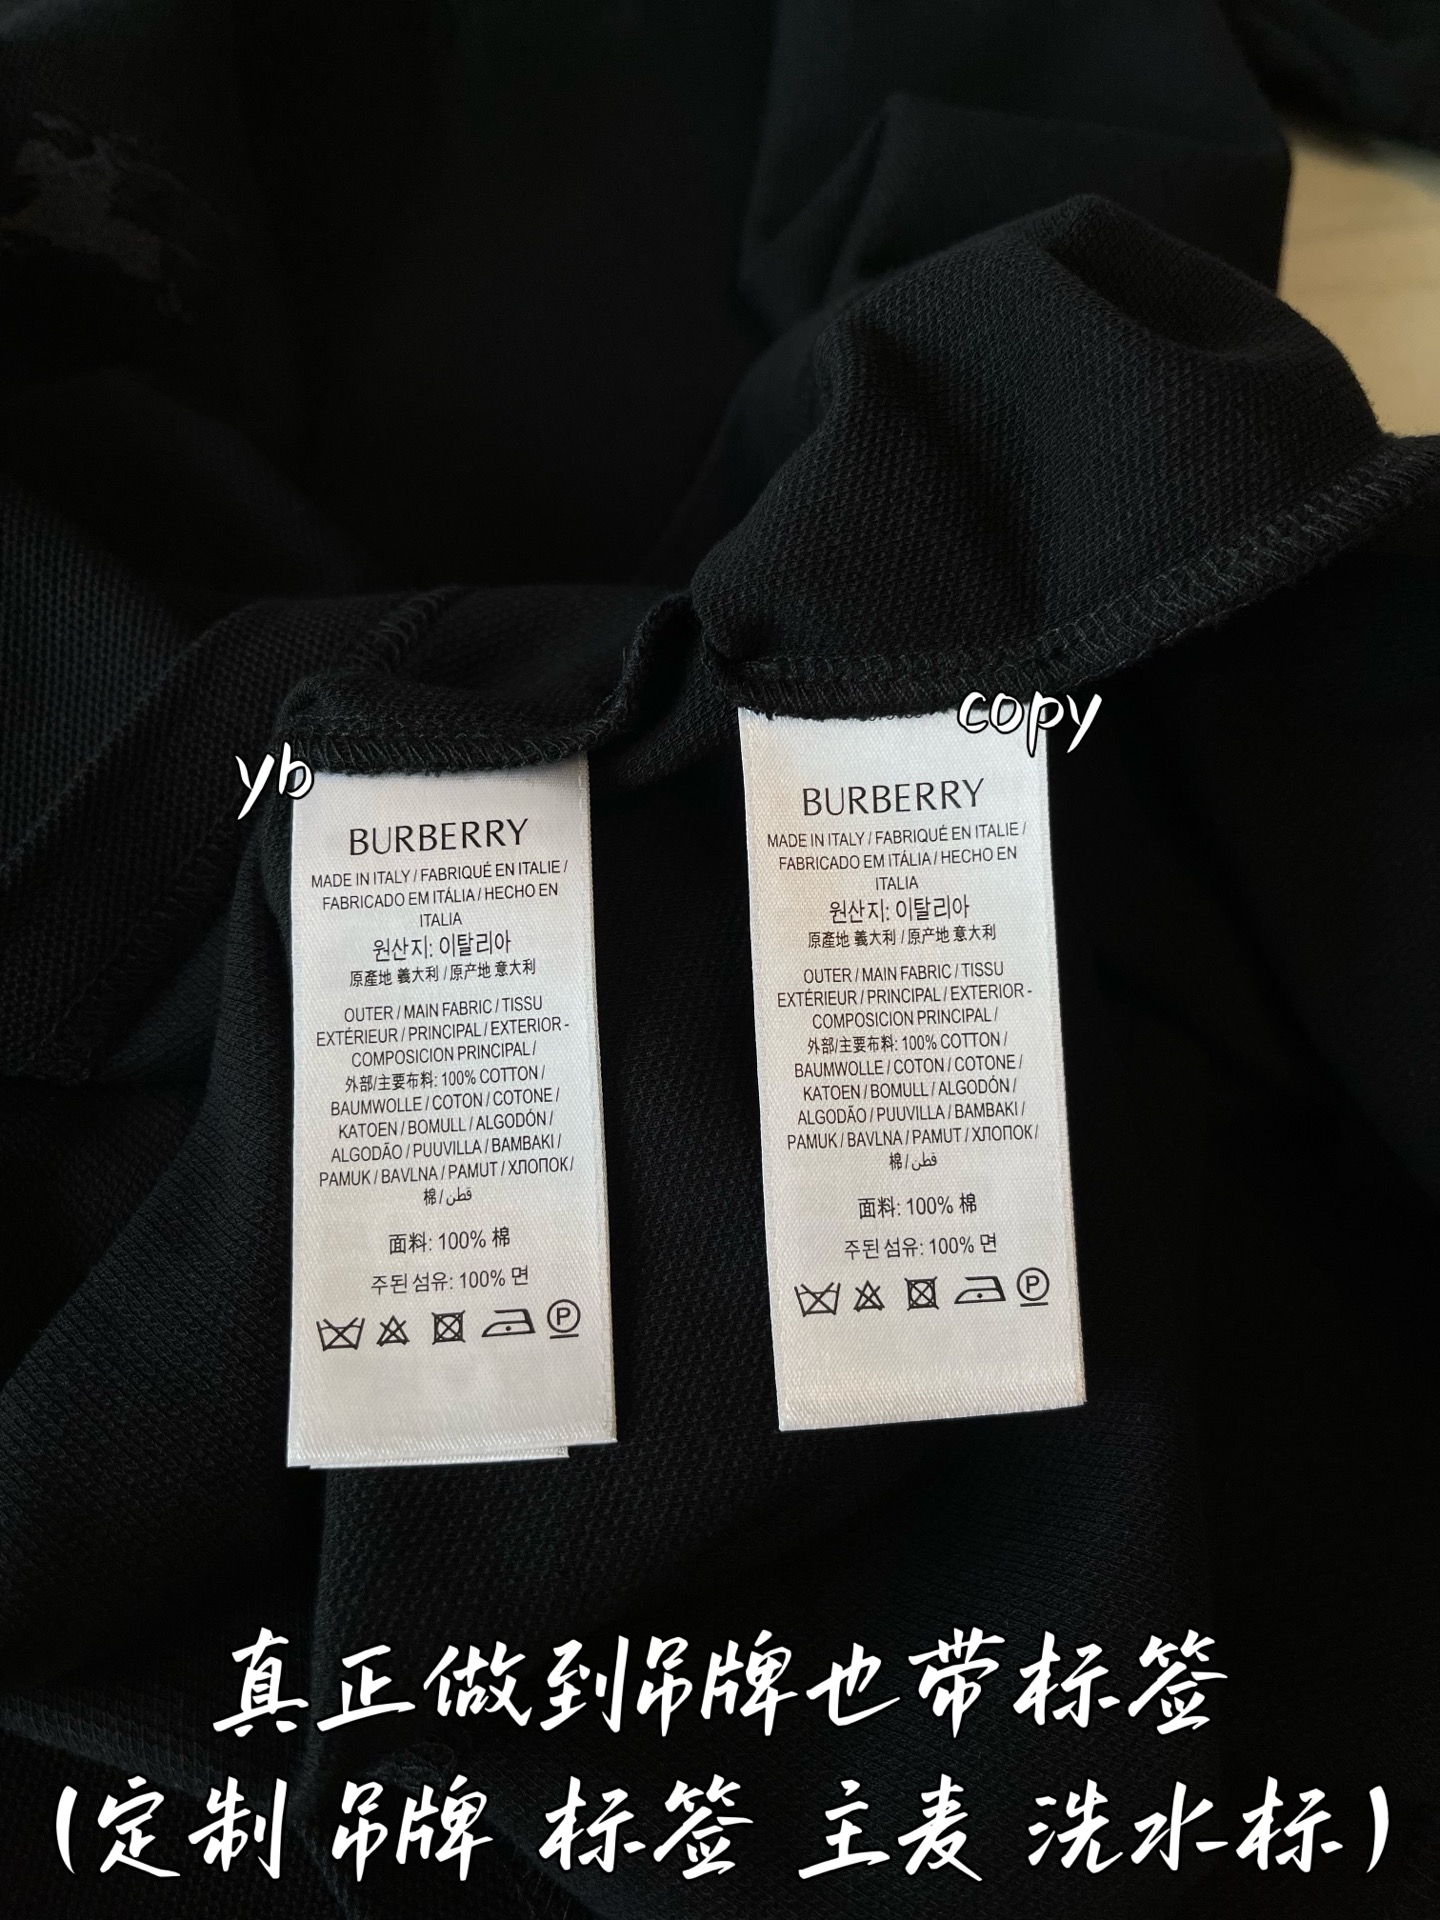 yb
BURBERRY
MADE IN ITALY / FABRIQUÉ EN ITALIE /
FABRICADO EM ITÁLIA / HECHO EN
ITALIA
원산지: 이탈리아
原產地 義大利 / 原产地 意大利
OUTER / MAIN FABRIC / TISSU
EXTÉRIEUR / PRINCIPAL / EXTERIOR -
COMPOSICION PRINCIPAL /
外部/主要布料: 100% COTTON /
BAUMWOLLE / COTON / COTONE /
KATOEN / BOMULL / ALGODÓN /
ALGODÃO / PUUVILLA / BAMBAKI /
PAMUK / BAVLNA / PAMUT / ХЛОПОК /
棉 / قطن
面料: 100% 棉
주된 섬유: 100% 면
P
copy
BURBERRY
MADE IN ITALY / FABRIQUÉ EN ITALIE /
FABRICADO EM ITÁLIA / HECHO EN
ITALIA
원산지: 이탈리아
原產地 義大利 / 原产地 意大利
OUTER / MAIN FABRIC / TISSU
EXTÉRIEUR / PRINCIPAL / EXTERIOR -
COMPOSICION PRINCIPAL /
外部/主要布料: 100% COTTON /
BAUMWOLLE / COTON / COTONE /
KATOEN / BOMULL / ALGODÓN /
ALGODÃO / PUUVILLA / BAMBAKI /
PAMUK / BAVLNA / PAMUT / ХЛОПОК /
棉 / قطن
面料: 100% 棉
주된 섬유: 100% 면
P
真正做到吊牌也带标签
(定制 吊牌 标签 主麦 洗水标)